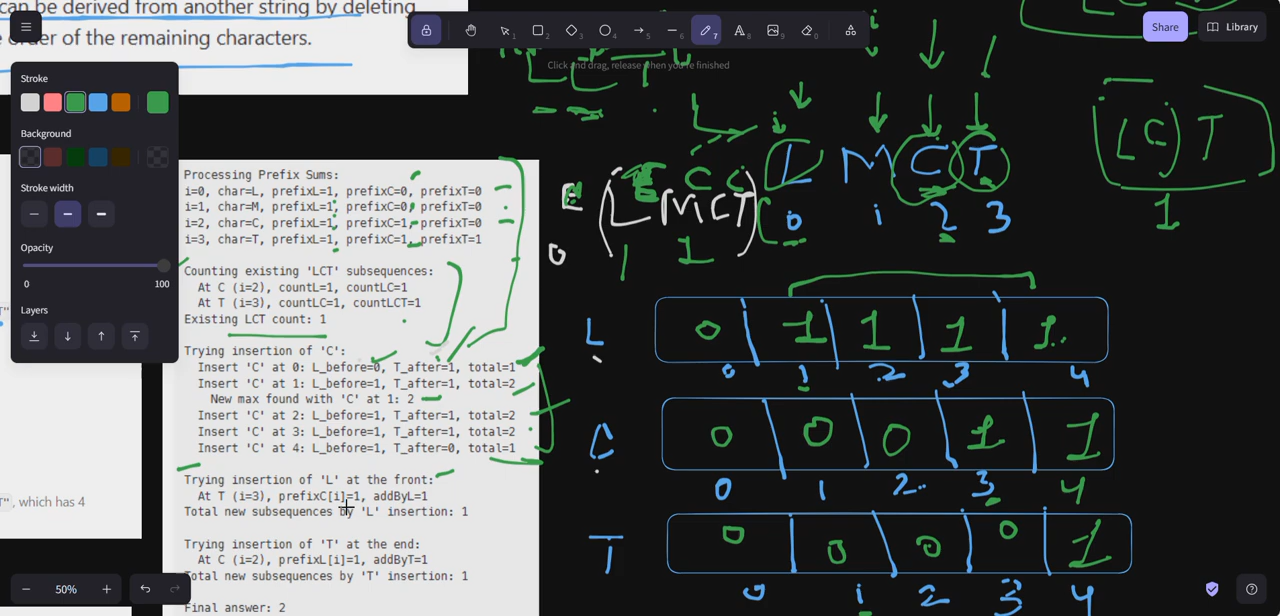 can be derived from another string by deleting
e order of the remaining characters.
Click and drag, release when you're finished
Share
Library
Stroke
Background
Stroke width
Opacity
0 100
Layers
50%
T", which has 4
Processing Prefix Sums:
i=0, char=L, prefixL=1, prefixC=0, prefixT=0
i=1, char=M, prefixL=1, prefixC=0, prefixT=0
i=2, char=C, prefixL=1, prefixC=1, prefixT=0
i=3, char=T, prefixL=1, prefixC=1, prefixT=1
Counting existing 'LCT' subsequences:
At C (i=2), countL=1, countLC=1
At T (i=3), countLC=1, countLCT=1
Existing LCT count: 1
Trying insertion of 'C':
Insert 'C' at 0: L_before=0, T_after=1, total=1
Insert 'C' at 1: L_before=1, T_after=1, total=2
New max found with 'C' at 1: 2
Insert 'C' at 2: L_before=1, T_after=1, total=2
Insert 'C' at 3: L_before=1, T_after=1, total=2
Insert 'C' at 4: L_before=1, T_after=0, total=1
Trying insertion of 'L' at the front:
At T (i=3), prefixC[i]=1, addByL=1
Total new subsequences by 'L' insertion: 1
Trying insertion of 'T' at the end:
At C (i=2), prefixL[i]=1, addByT=1
Total new subsequences by 'T' insertion: 1
Final answer: 2
i
i
L M C T
0 i 2 3
C C
(LMCT)
0
1 1
[C) T
1
L
0 1 1 1 1
0 1 2 3 4
C
0 0 0 1 1
0 1 2 3 4
T
0 0 0 0 1
0 1 2 3 4